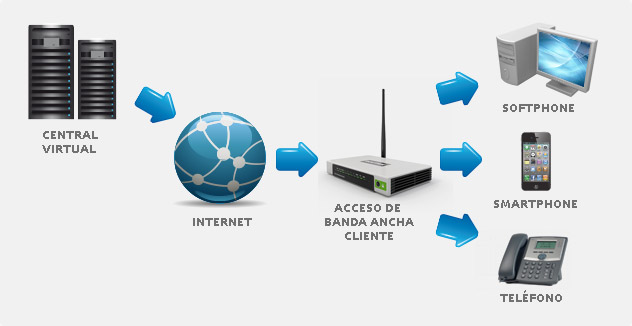 CENTRAL
VIRTUAL
INTERNET
ACCESO DE
BANDA ANCHA
CLIENTE
SOFTPHONE
SMARTPHONE
TELÉFONO